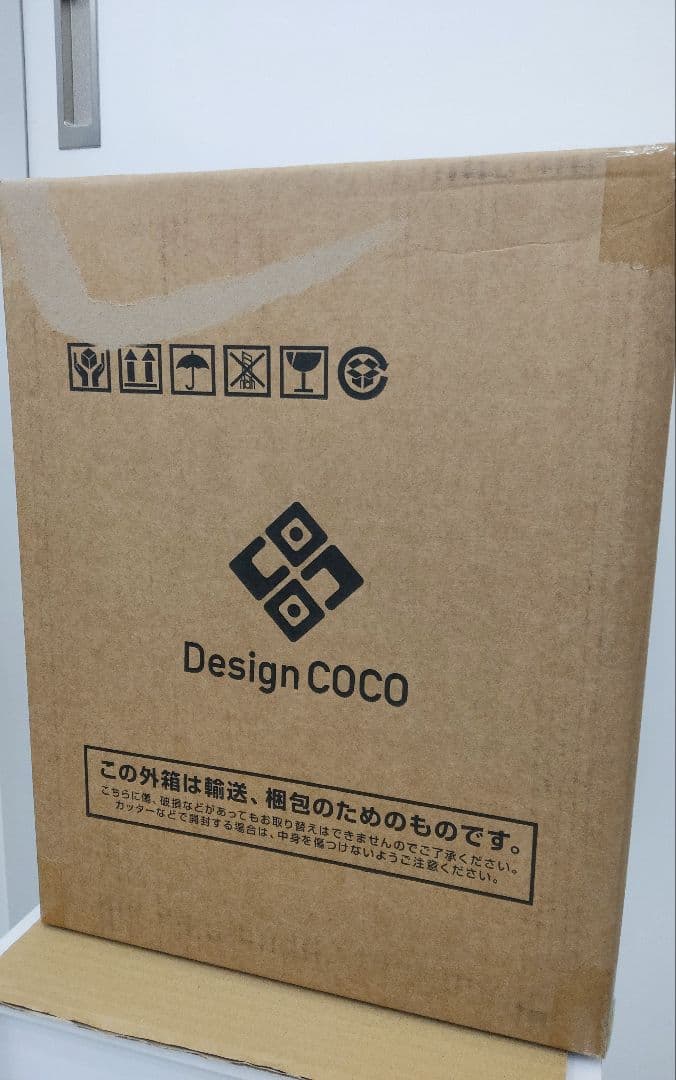 Design COCO
この外箱は輸送、梱包のためのものです。
こちらに傷、破損などがあってもお取り替えはできませんのでご了承ください。
カッターなどで開封する場合は、中身を傷つけないようご注意ください。